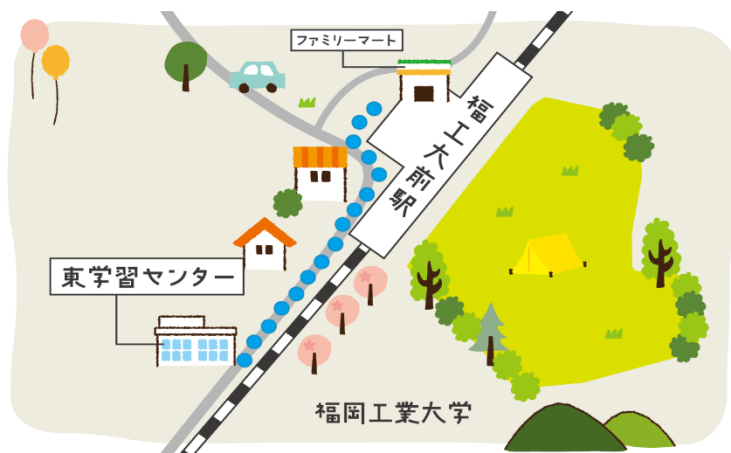 ファミリーマート
福工大前駅
東学習センター
福岡工業大学